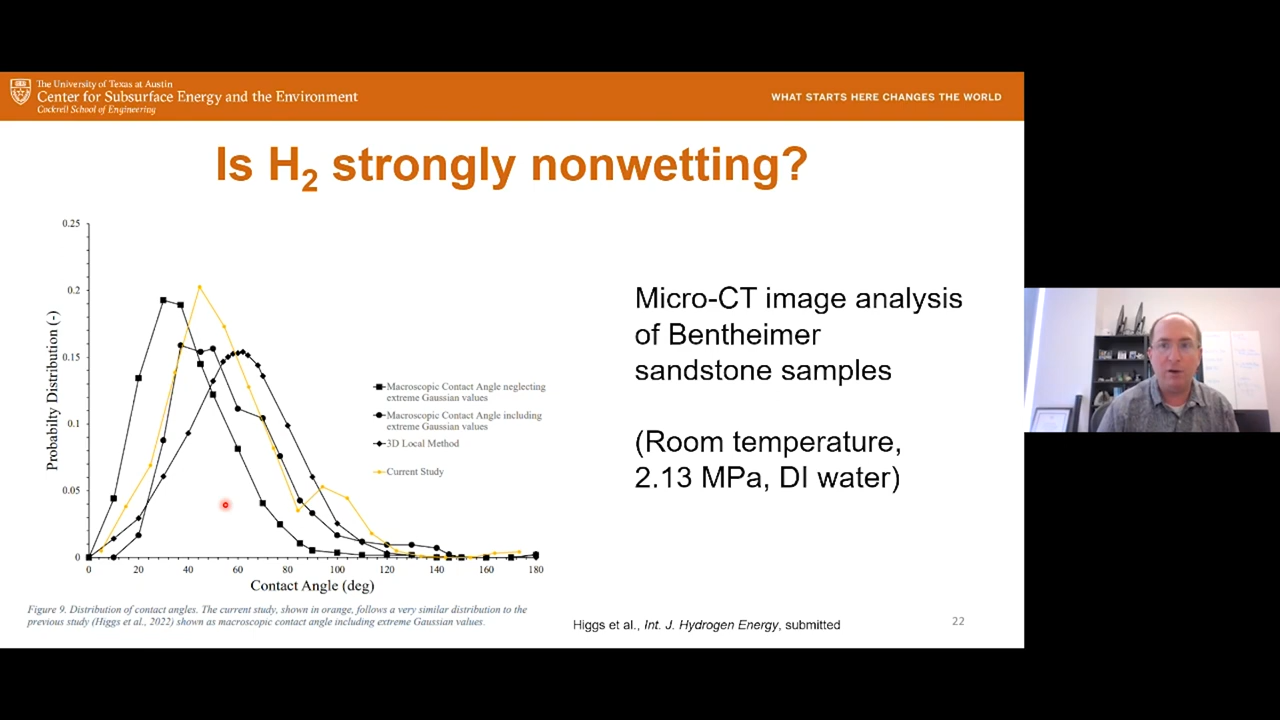 The University of Texas at Austin
Center for Subsurface Energy and the Environment
Cockrell School of Engineering
WHAT STARTS HERE CHANGES THE WORLD
Is H2 strongly nonwetting?
0.25
0.2
0.15
0.1
0.05
0
Probabilty Distribution (-)
0 20 40 60 80 100 120 140 160 180
Contact Angle (deg)
Macroscopic Contact Angle neglecting
extreme Gaussian values
Macroscopic Contact Angle including
extreme Gaussian values
3D Local Method
Current Study
Micro-CT image analysis
of Bentheimer
sandstone samples
(Room temperature,
2.13 MPa, DI water)
Figure 9. Distribution of contact angles. The current study, shown in orange, follows a very similar distribution to the
previous study (Higgs et al., 2022) shown as macroscopic contact angle including extreme Gaussian values.
Higgs et al., Int. J. Hydrogen Energy, submitted
22